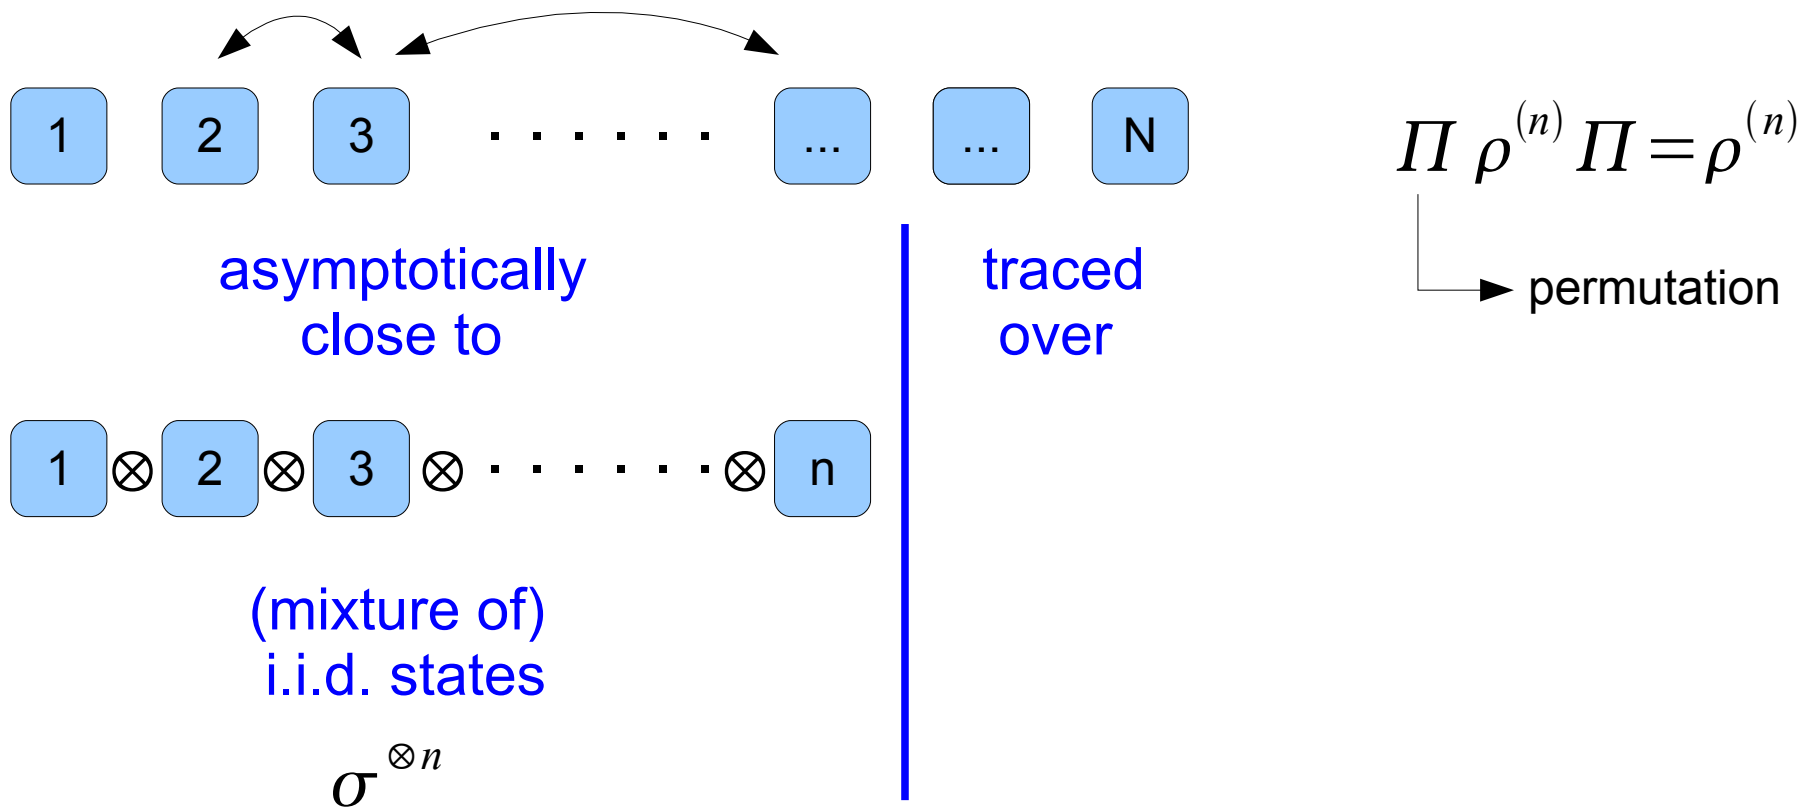 1 2 3 . . . . . . ... ... N
Π ρ^(n) Π = ρ^(n)
permutation
asymptotically
close to
traced
over
1 ⊗ 2 ⊗ 3 ⊗ . . . . . . ⊗ n
(mixture of)
i.i.d. states
σ^⊗n